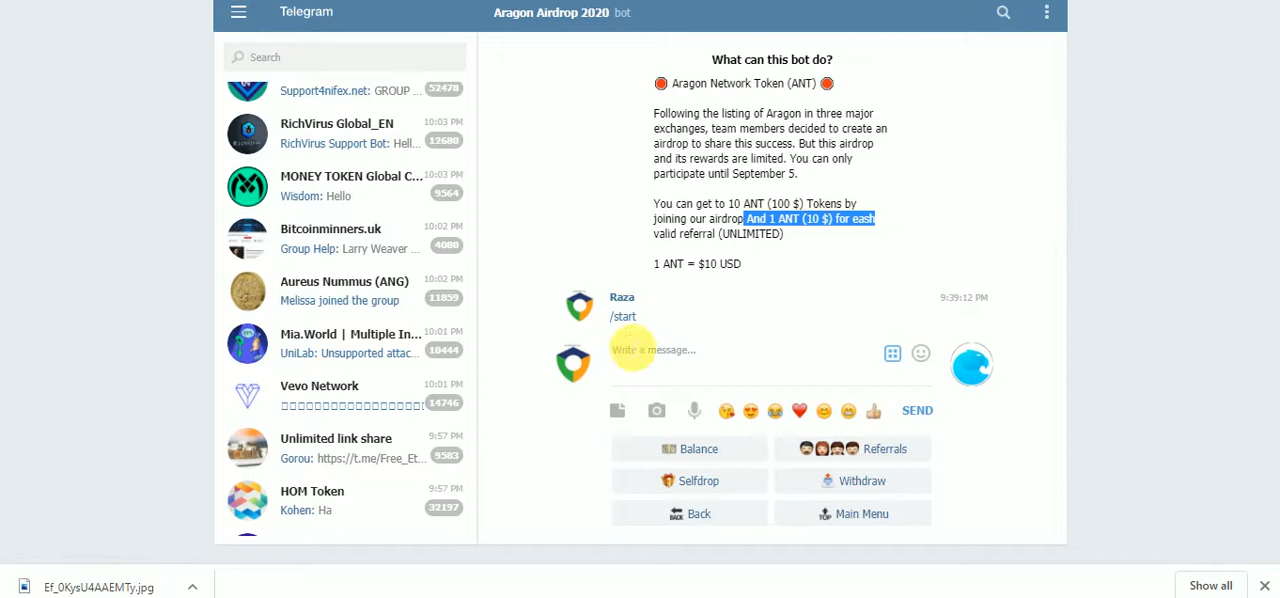 Telegram
Aragon Airdrop 2020 bot
Search
Support4nifex.net: GROUP ... 52478
RichVirus Global_EN 10:03 PM
RichVirus Support Bot: Hell... 12680
MONEY TOKEN Global C... 10:03 PM
Wisdom: Hello 9564
Bitcoinminners.uk 10:02 PM
Group Help: Larry Weaver ... 4080
Aureus Nummus (ANG) 10:02 PM
Melissa joined the group 11859
Mia.World | Multiple In... 10:01 PM
UniLab: Unsupported attac... 10444
Vevo Network 10:01 PM
14746
Unlimited link share 9:57 PM
Gorou: https://t.me/Free_Et... 9583
HOM Token 9:57 PM
Kohen: Ha 32197
What can this bot do?
Aragon Network Token (ANT)
Following the listing of Aragon in three major
exchanges, team members decided to create an
airdrop to share this success. But this airdrop
and its rewards are limited. You can only
participate until September 5.
You can get to 10 ANT (100 $) Tokens by
joining our airdrop And 1 ANT (10 $) for eash
valid referral (UNLIMITED)
1 ANT = $10 USD
Raza 9:39:12 PM
/start
Write a message...
SEND
Balance Referrals
Selfdrop Withdraw
BACK Back TOP Main Menu
Ef_0KysU4AAEMTy.jpg
Show all